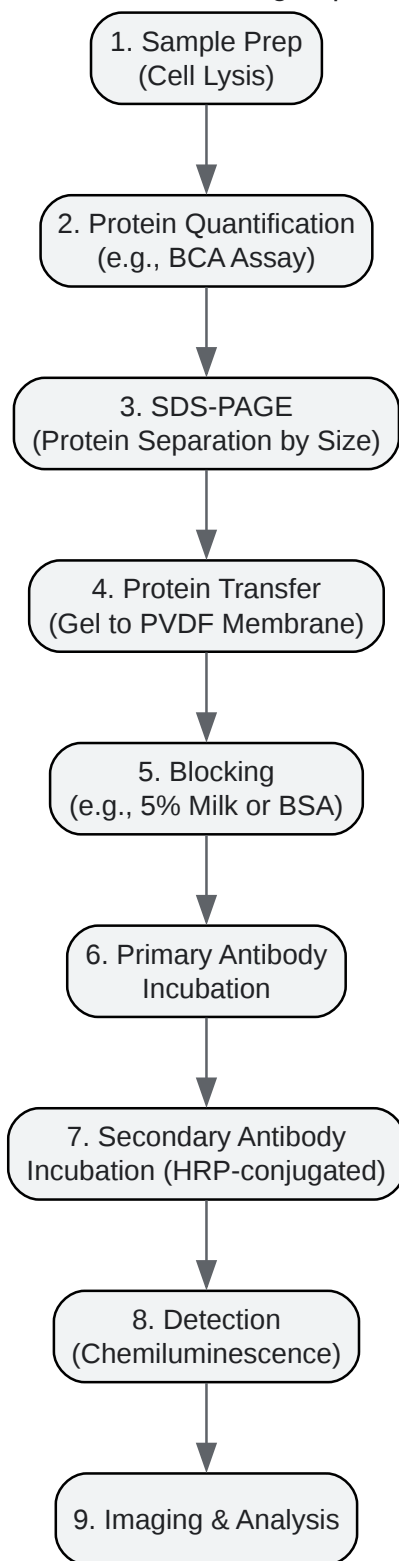 1. Sample Prep
(Cell Lysis)
2. Protein Quantification
(e.g., BCA Assay)
3. SDS-PAGE
(Protein Separation by Size)
4. Protein Transfer
(Gel to PVDF Membrane)
5. Blocking
(e.g., 5% Milk or BSA)
6. Primary Antibody
Incubation
7. Secondary Antibody
Incubation (HRP-conjugated)
8. Detection
(Chemiluminescence)
9. Imaging & Analysis